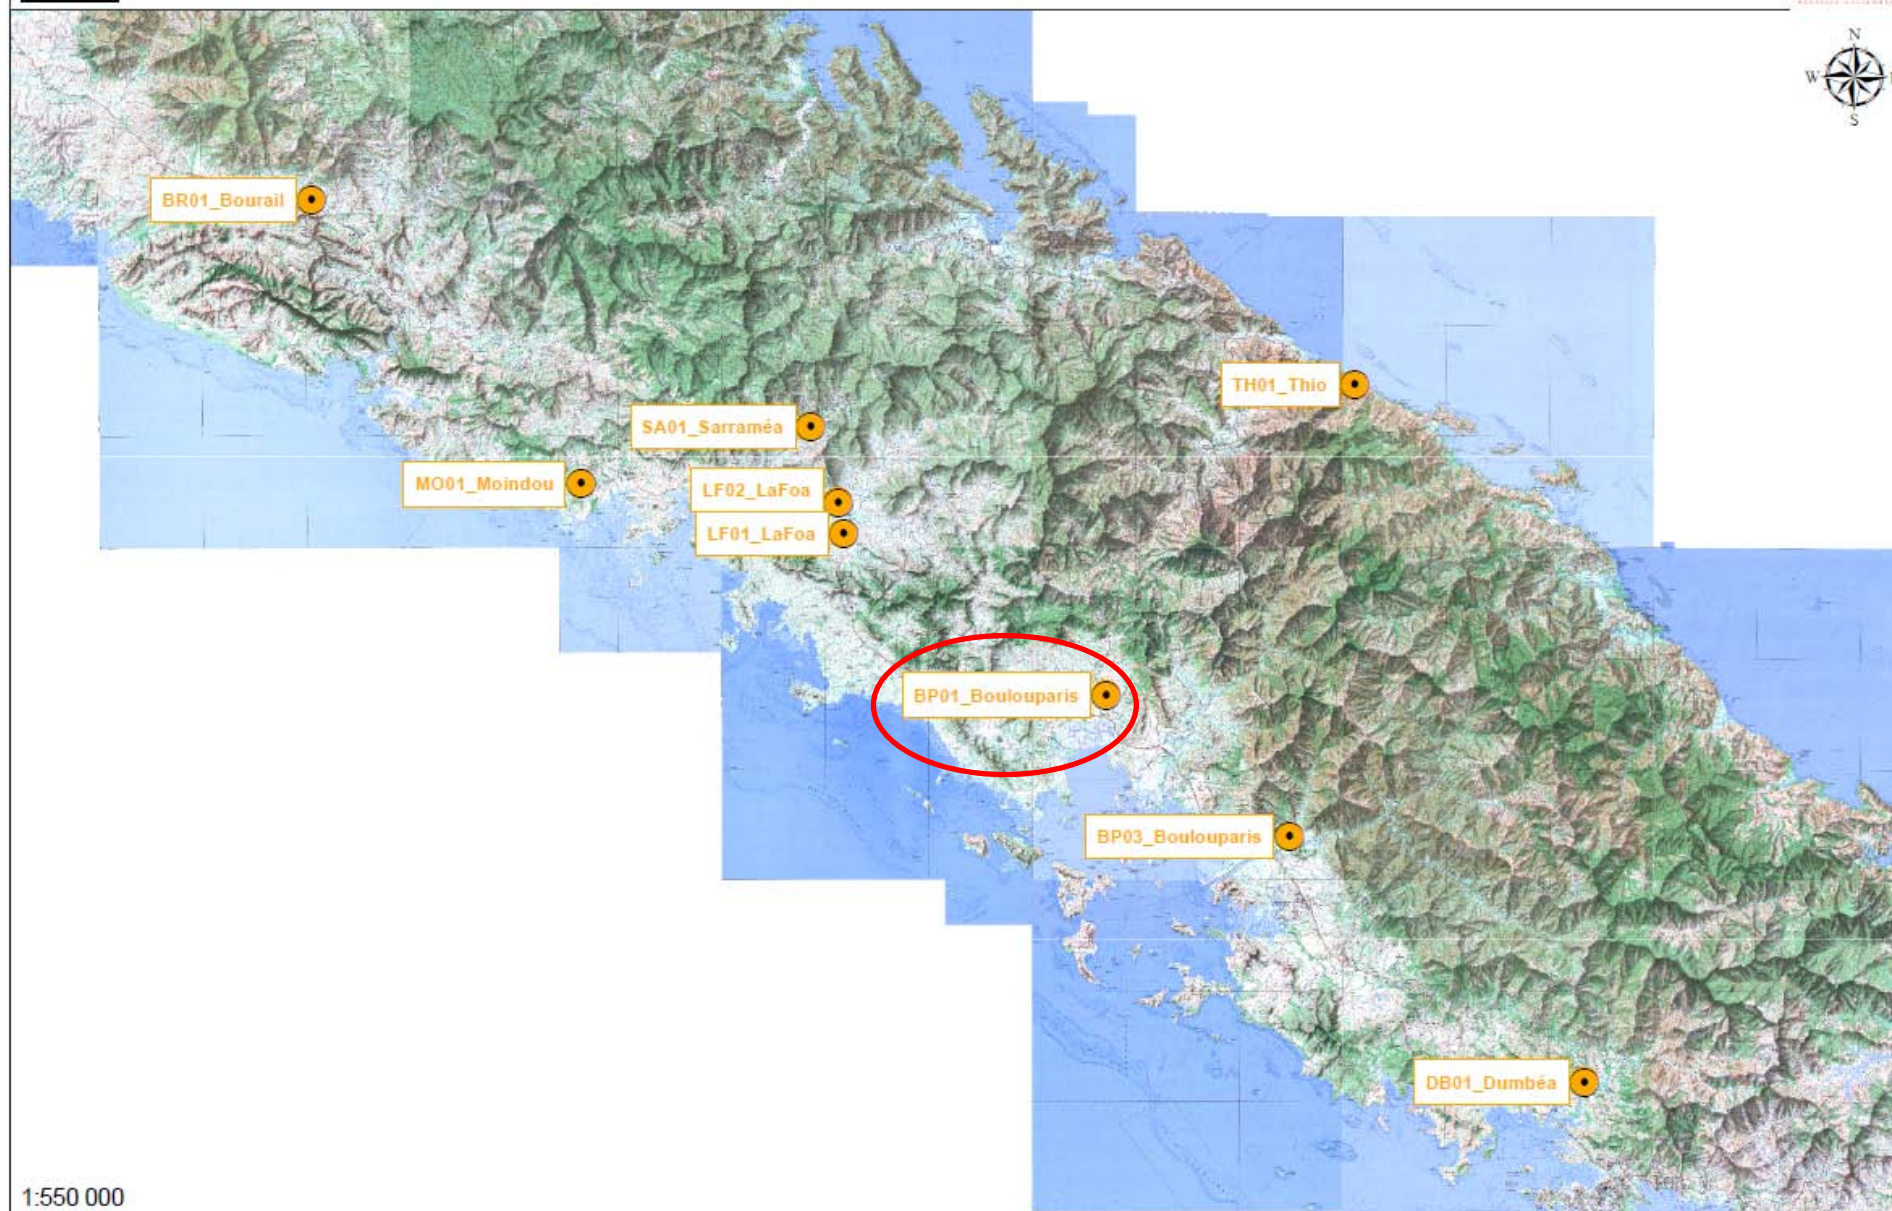 N
W
S
BR01_Bourail
TH01_Thio
SA01_Sarraméa
MO01_Moindou
LF02_LaFoa
LF01_LaFoa
BP01_Boulouparis
BP03_Boulouparis
DB01_Dumbéa
1:550 000